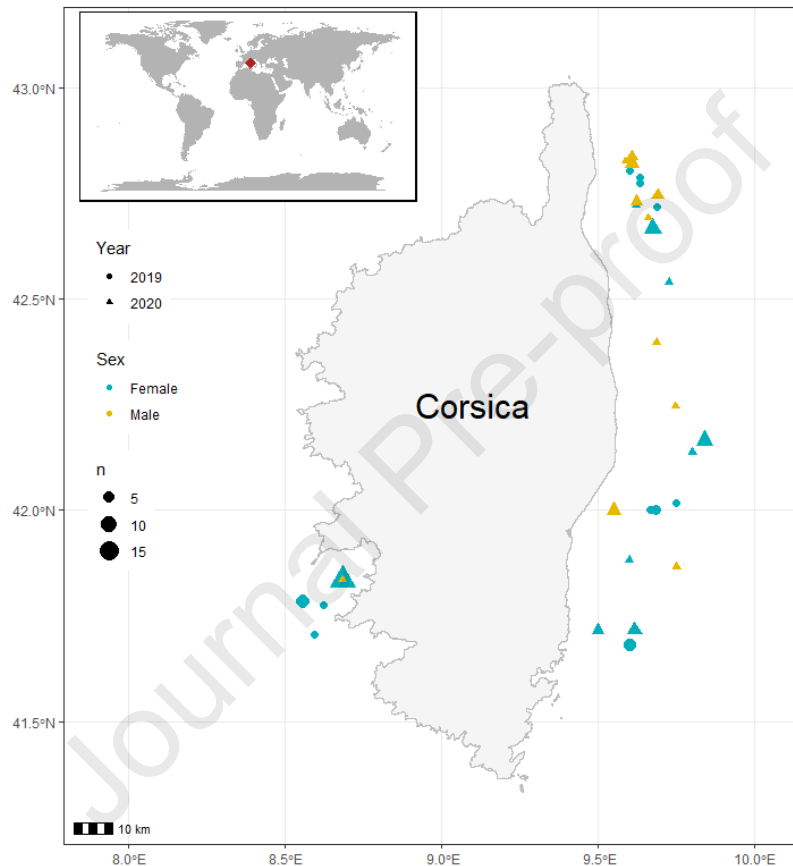 43.0°N
42.5°N
42.0°N
41.5°N
Year
2019
2020
Sex
Female
Male
n
5
10
15
Corsica
Journal Pre-proof
10 km
8.0°E
8.5°E
9.0°E
9.5°E
10.0°E